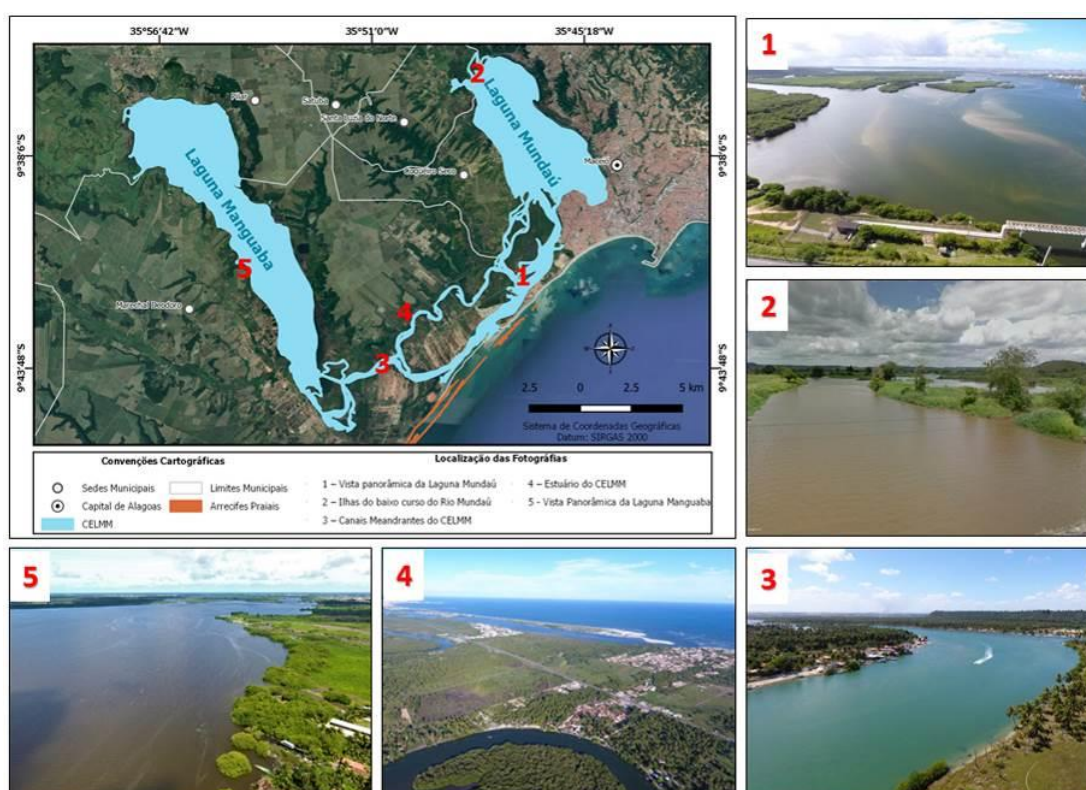 35°56'42"O
35°51'0"O
35°45'18"O
9°38'6"S
9°43'48"S
9°38'6"S
9°43'48"S
2
Laguna Mundaú
Pilar
Satuba
Santa Luzia do Norte
Coqueiro Seco
Maceió
Laguna Manguaba
5
1
4
Marechal Deodoro
3
2.5 0 2.5 5 km
Sistema de Coordenadas Geográficas
Datum: SIRGAS 2000
Convenções Cartográficas
Sedes Municipais
Limites Municipais
Capital de Alagoas
Arrecifes Praiais
CELMM
Localização das Fotografias
1 – Vista panorâmica da Laguna Mundaú
2 – Ilhas do baixo curso do Rio Mundaú
3 – Canais Meandrantes do CELMM
4 – Estuário do CELMM
5 - Vista Panorâmica da Laguna Manguaba
1
2
5
4
3